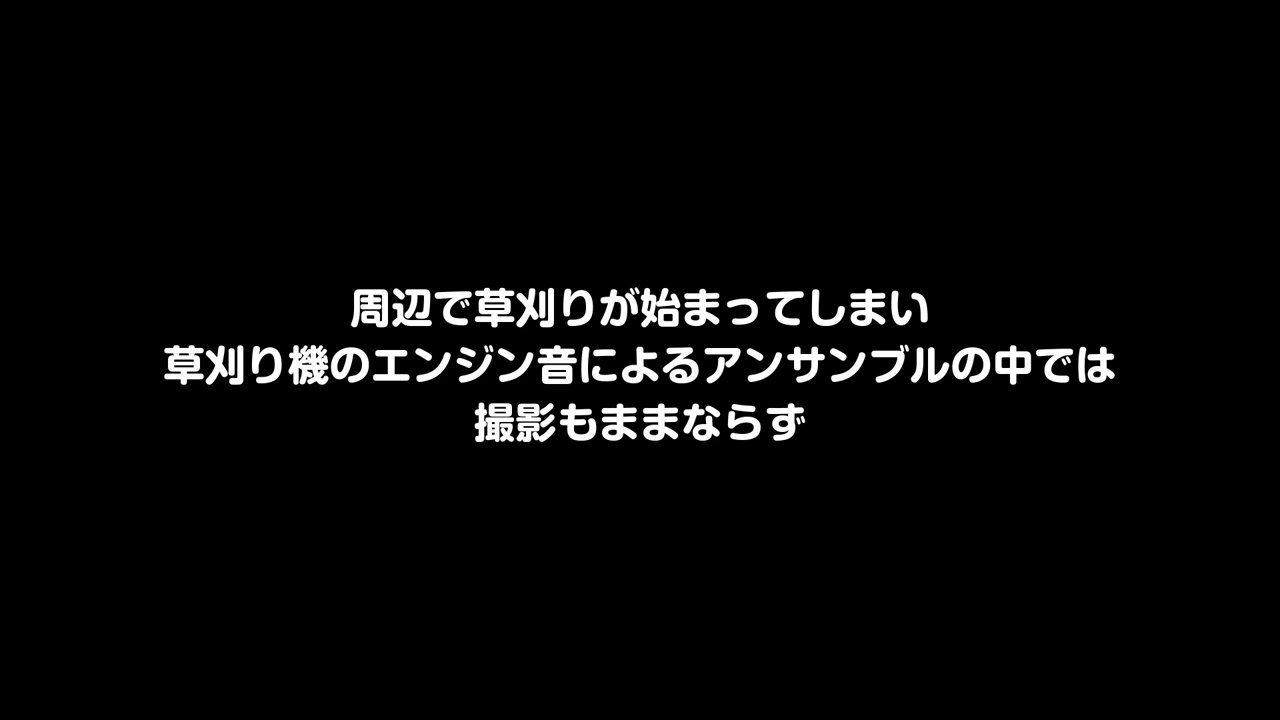 周辺で草刈りが始まってしまい
草刈り機のエンジン音によるアンサンブルの中では
撮影もままならず